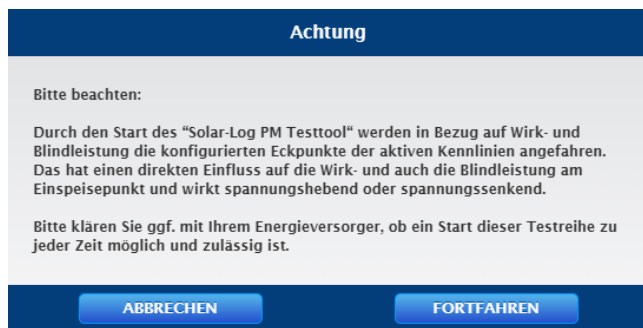 Achtung
Bitte beachten:
Durch den Start des “Solar-Log PM Testtool“ werden in Bezug auf Wirk- und
Blindleistung die konfigurierten Eckpunkte der aktiven Kennlinien angefahren.
Das hat einen direkten Einfluss auf die Wirk- und auch die Blindleistung am
Einspeisepunkt und wirkt spannungshebend oder spannungssenkend.
Bitte klären Sie ggf. mit Ihrem Energieversorger, ob ein Start dieser Testreihe zu
jeder Zeit möglich und zulässig ist.
ABBRECHEN
FORTFAHREN